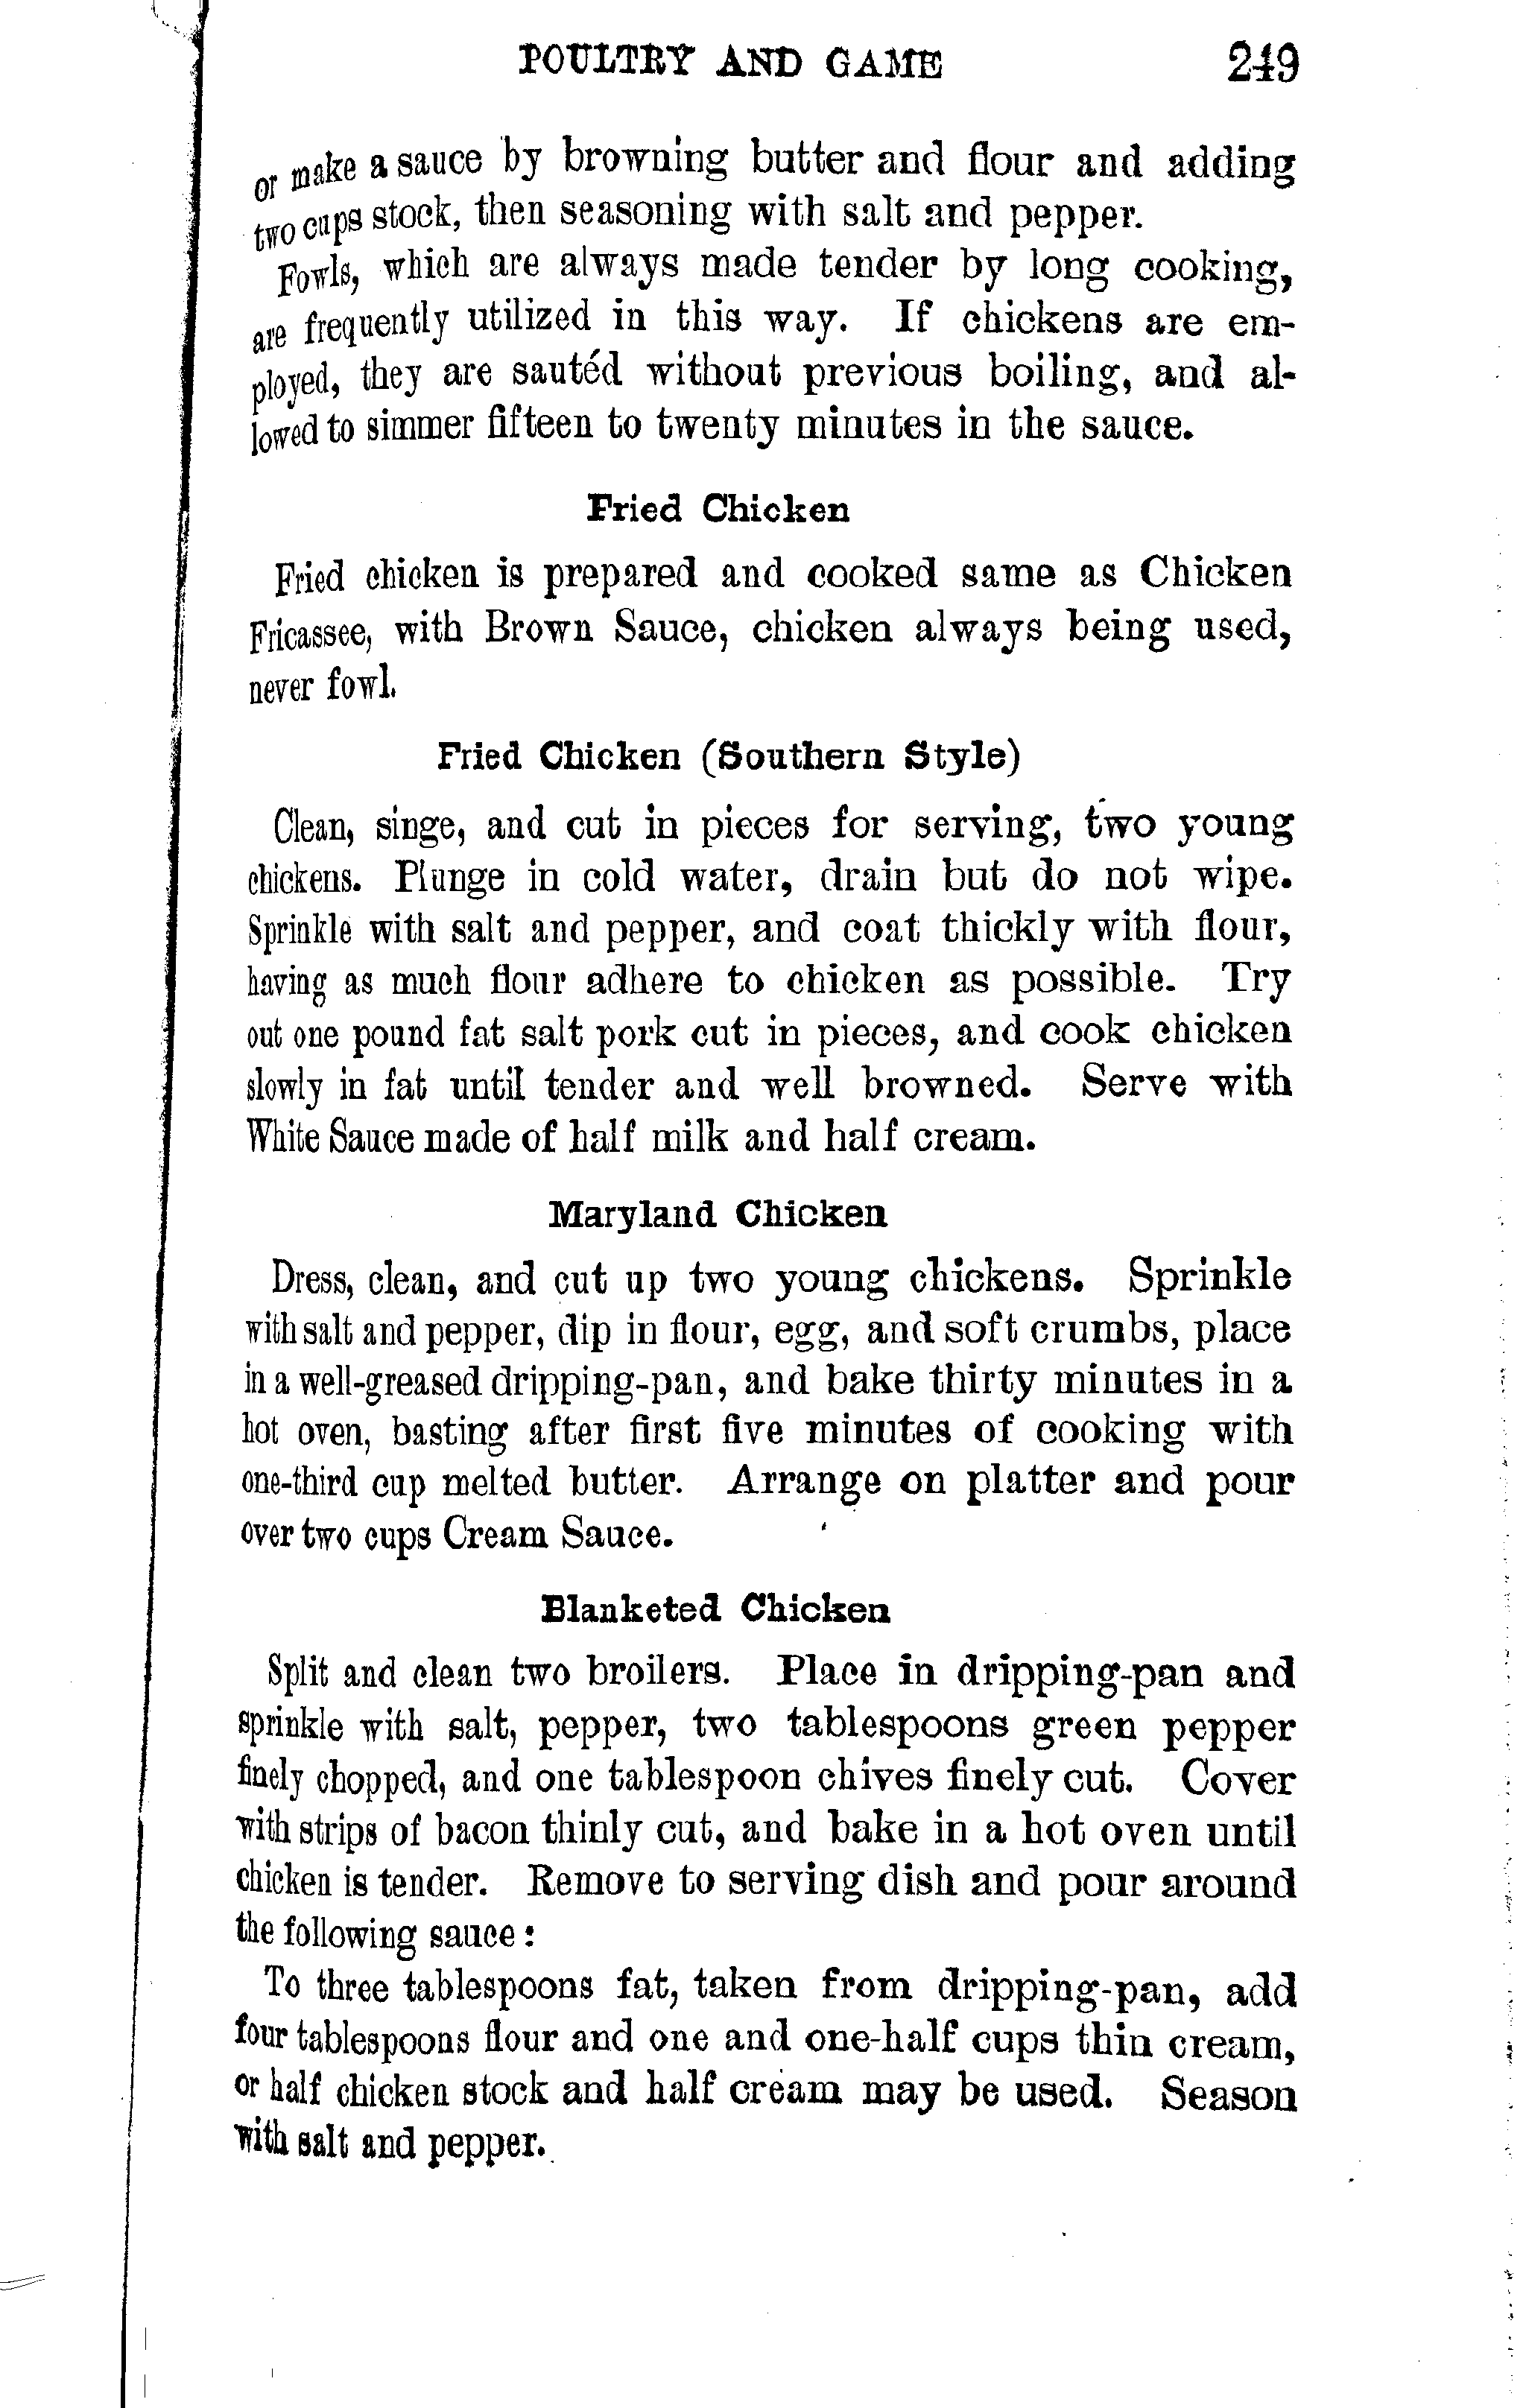 POULTRY AND GAME 249
or make a sauce by browning butter and flour and adding
two cups stock, then seasoning with salt and pepper.
Fowls, which are always made tender by long cooking,
are frequently utilized in this way. If chickens are em-
ployed, they are sautéd without previous boiling, and al-
lowed to simmer fifteen to twenty minutes in the sauce.
Fried Chicken
Fried chicken is prepared and cooked same as Chicken
Fricassee, with Brown Sauce, chicken always being used,
never fowl.
Fried Chicken (Southern Style)
Clean, singe, and cut in pieces for serving, two young
chickens. Plunge in cold water, drain but do not wipe.
Sprinkle with salt and pepper, and coat thickly with flour,
having as much flour adhere to chicken as possible. Try
out one pound fat salt pork cut in pieces, and cook chicken
slowly in fat until tender and well browned. Serve with
White Sauce made of half milk and half cream.
Maryland Chicken
Dress, clean, and cut up two young chickens. Sprinkle
with salt and pepper, dip in flour, egg, and soft crumbs, place
in a well-greased dripping-pan, and bake thirty minutes in a
hot oven, basting after first five minutes of cooking with
one-third cup melted butter. Arrange on platter and pour
over two cups Cream Sauce.
Blanketed Chicken
Split and clean two broilers. Place in dripping-pan and
sprinkle with salt, pepper, two tablespoons green pepper
finely chopped, and one tablespoon chives finely cut. Cover
with strips of bacon thinly cut, and bake in a hot oven until
chicken is tender. Remove to serving dish and pour around
the following sauce:
To three tablespoons fat, taken from dripping-pan, add
four tablespoons flour and one and one-half cups thin cream,
or half chicken stock and half cream may be used. Season
with salt and pepper.